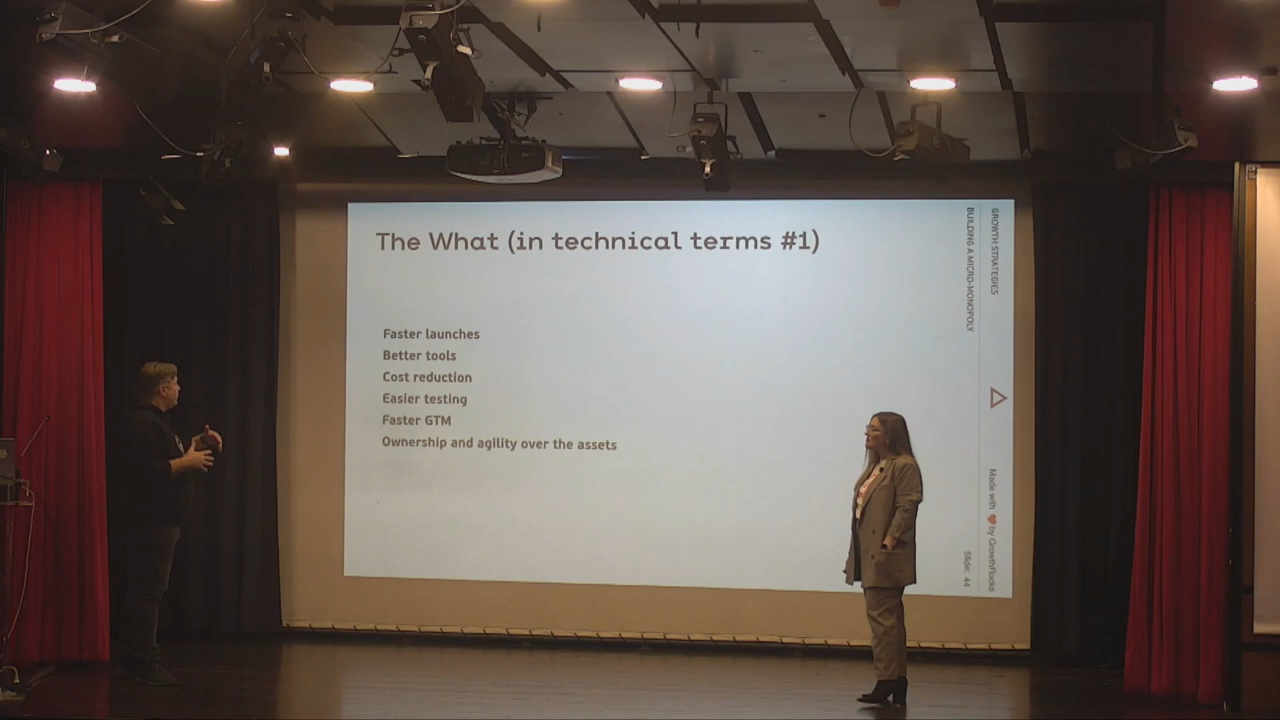 The What (in technical terms #1)
Faster launches
Better tools
Cost reduction
Easier testing
Faster GTM
Ownership and agility over the assets
GROWTH STRATEGIES
BUILDING A MICRO-MONOPOLY
Made with ❤ by GrowthRocks
Slide: 44